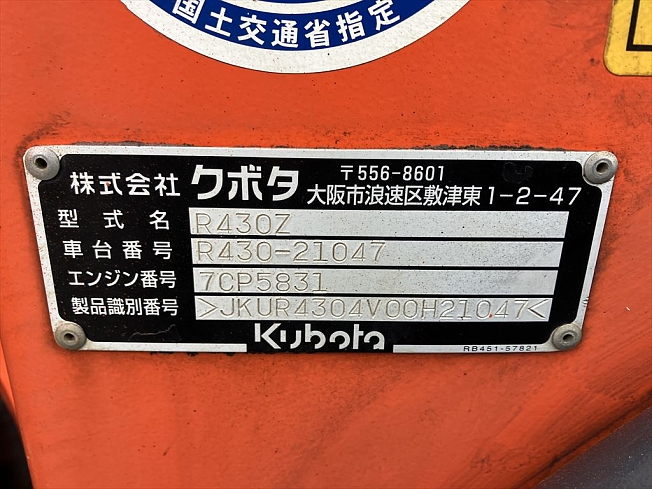 国土交通省指定
株式会社 クボタ 〒556-8601
大阪市浪速区敷津東1-2-47
型式名 R430Z
車台番号 R430-21047
エンジン番号 7CP5831
製品識別番号 >JKUR4304V00H21047<
Kubota
RB451-57821